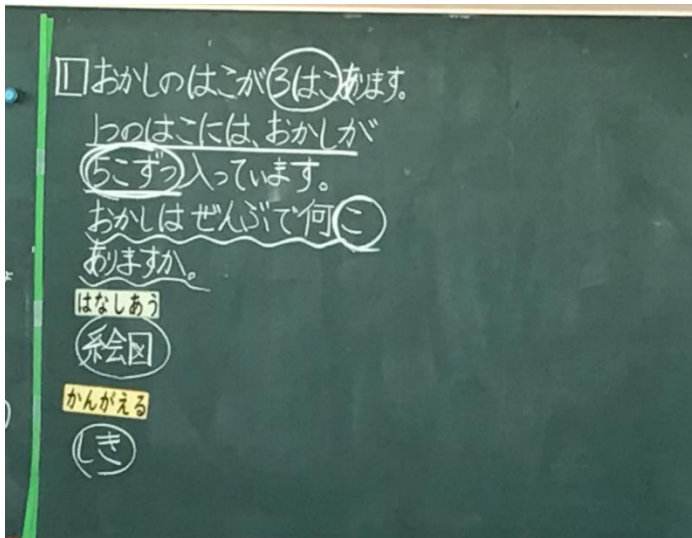 1 おかしのはこが3はこあります。
1つのはこには、おかしが
5こずつ入っています。
おかしはぜんぶで何こ
ありますか。
はなしあう
絵図
かんがえる
しき